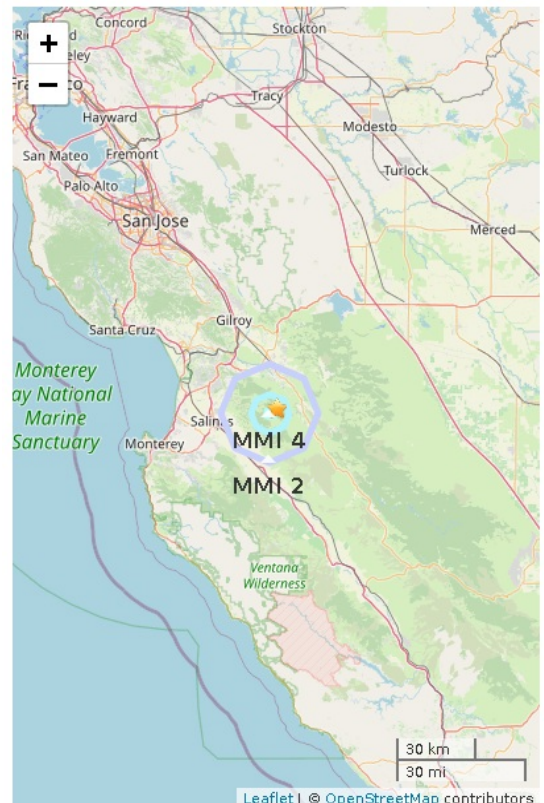 Concord
Stockton
+
−
Tracy
Hayward
Modesto
San Mateo
Fremont
Turlock
Palo Alto
San Jose
Merced
Gilroy
Santa Cruz
Monterey
ay National
Marine
Sanctuary
Salin s
MMI 4
Monterey
MMI 2
Ventana
Wilderness
30 km
30 mi
Leaflet | © OpenStreetMap contributors